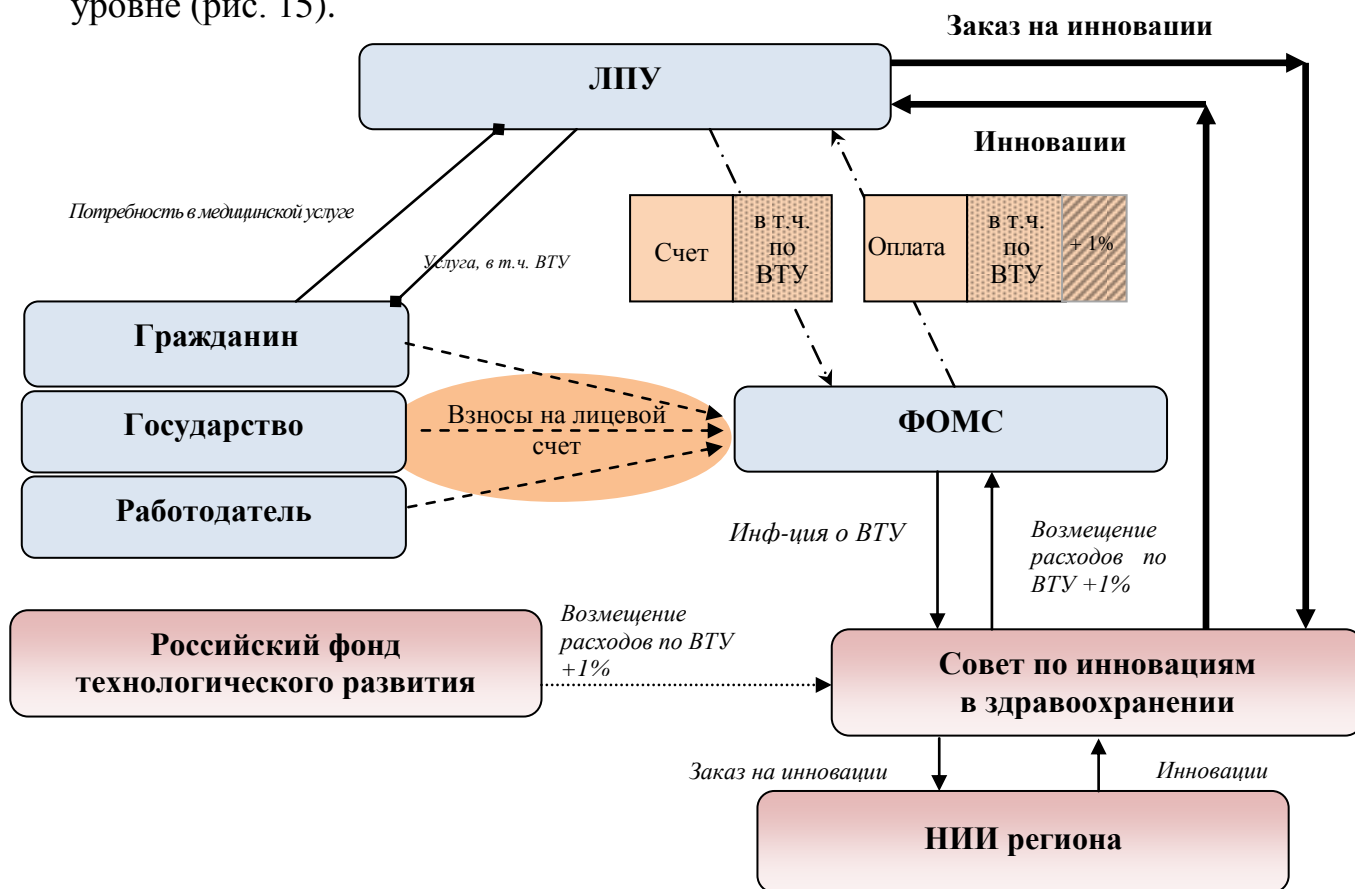 уровне (рис. 15).
Заказ на инновации
ЛПУ
Инновации
Потребность в медицинской услуге
Услуга, в т.ч. ВТУ
Счет
в т.ч.
по
ВТУ
Оплата
в т.ч.
по
ВТУ
+ 1%
Гражданин
Государство
Работодатель
Взносы на лицевой
счет
ФОМС
Инф-ция о ВТУ
Возмещение
расходов по
ВТУ +1%
Российский фонд
технологического развития
Возмещение
расходов по ВТУ
+1%
Совет по инновациям
в здравоохранении
Заказ на инновации
Инновации
НИИ региона